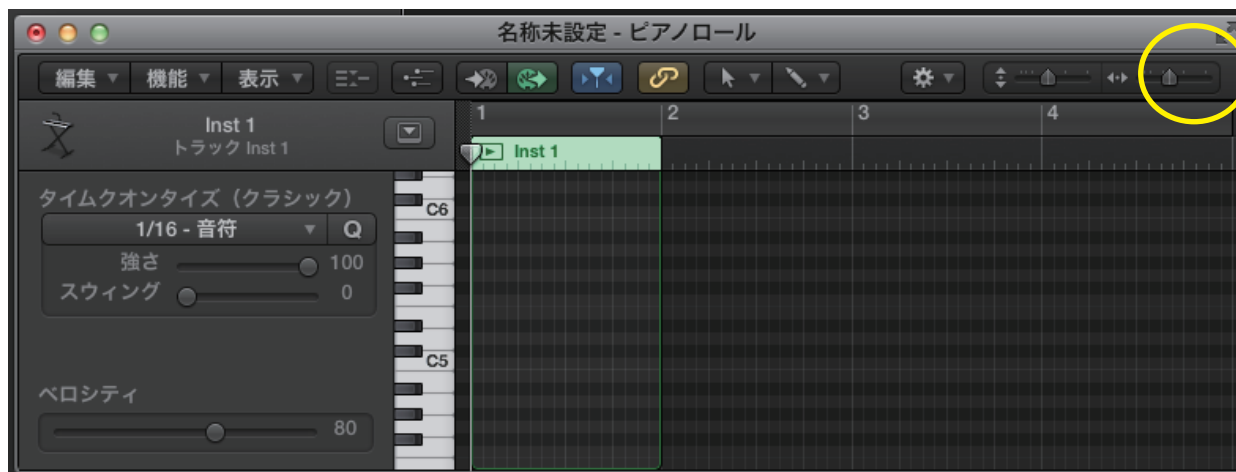 名称未設定 - ピアノロール
編集 機能 表示
Inst 1
トラック Inst 1
1 2 3 4
Inst 1
タイムクオンタイズ（クラシック）
1/16 - 音符 Q
強さ 100
スウィング 0
C6
C5
ベロシティ
80